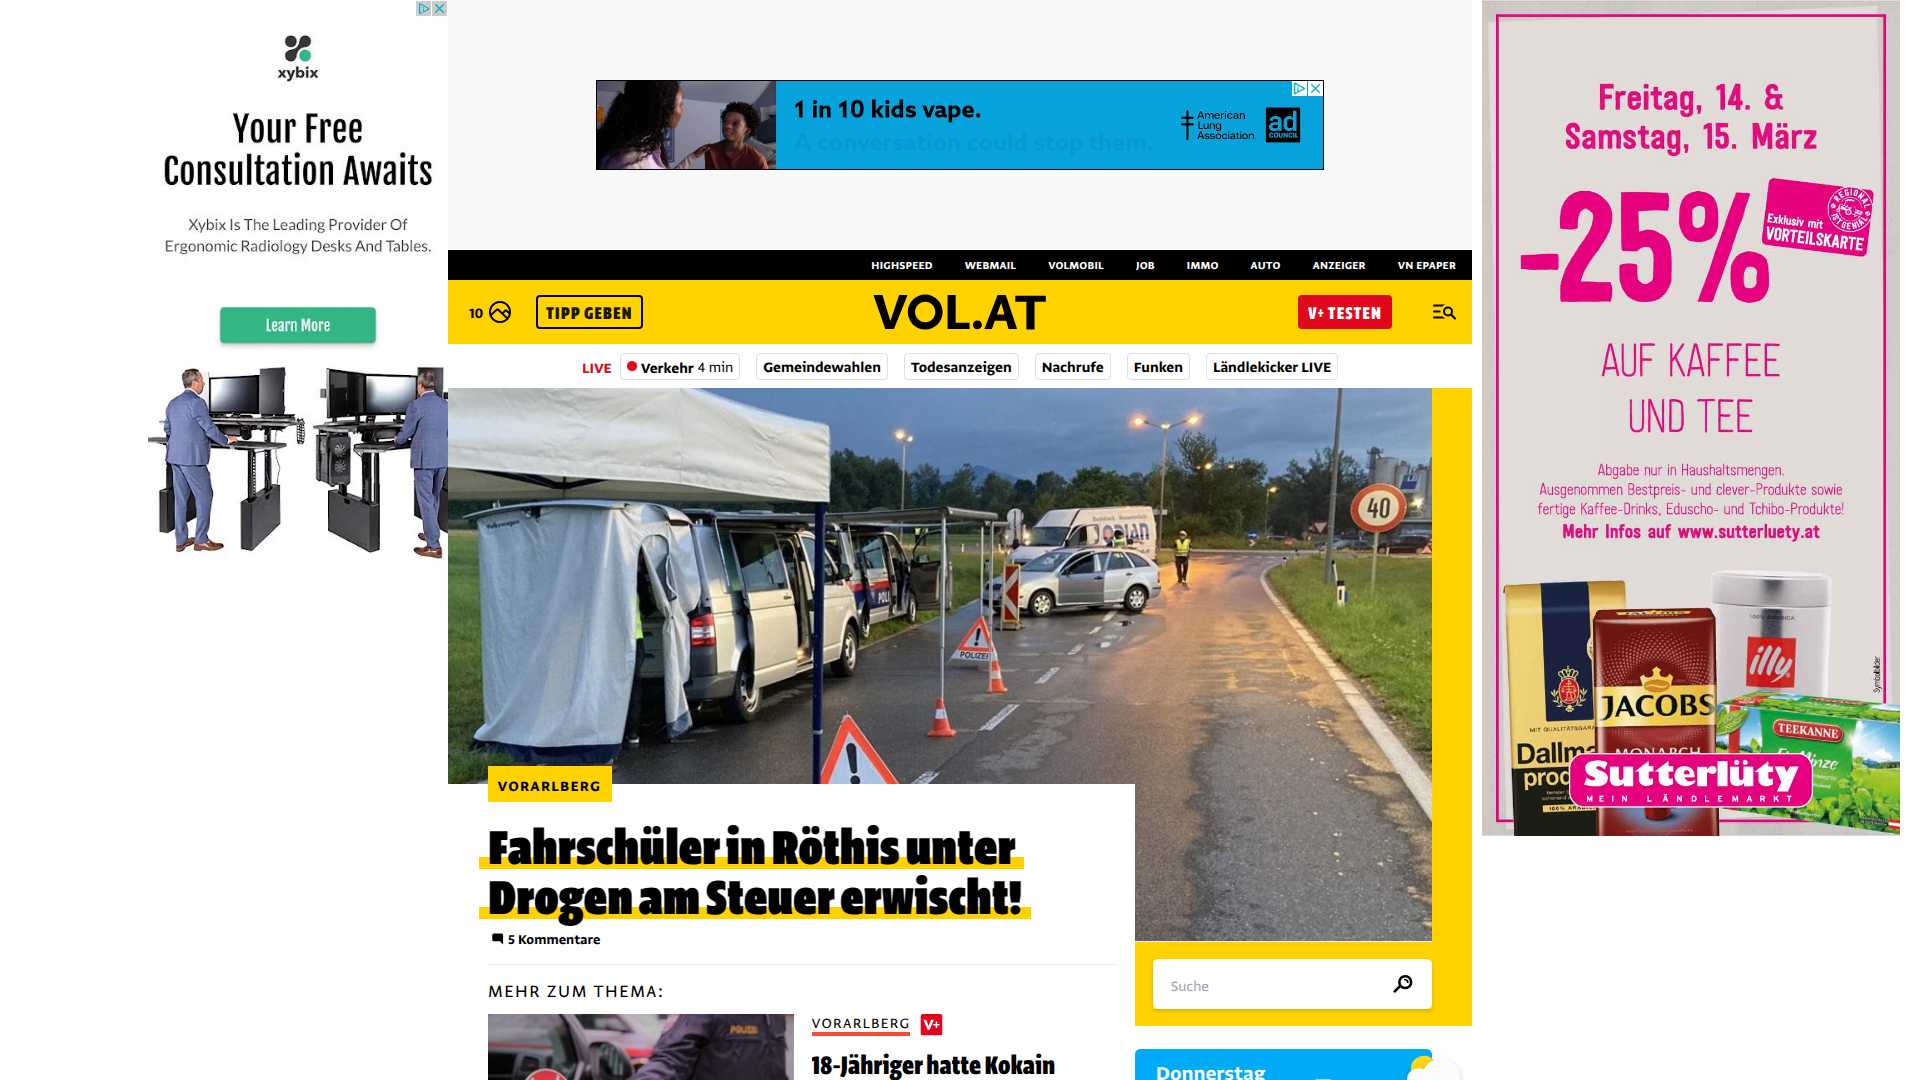 xybix
Your Free
Consultation Awaits
Xybix Is The Leading Provider Of
Ergonomic Radiology Desks And Tables.
Learn More
1 in 10 kids vape.
A conversation could stop them.
American
Lung
Association
ad
COUNCIL
HIGHSPEED WEBMAIL VOLMOBIL JOB IMMO AUTO ANZEIGER VN EPAPER
10 TIPP GEBEN VOL.AT V+ TESTEN
LIVE Verkehr 4 min Gemeindewahlen Todesanzeigen Nachrufe Funken Ländlekicker LIVE
40
POLIZEI
VORARLBERG
Fahrschüler in Röthis unter
Drogen am Steuer erwischt!
5 Kommentare
MEHR ZUM THEMA:
POLIZEI
VORARLBERG V+
18-Jähriger hatte Kokain
Suche
Donnerstag
Freitag, 14. &
Samstag, 15. März
-25%
REGIONAL
IST GENIAL
Exklusiv mit
VORTEILSKARTE
AUF KAFFEE
UND TEE
Abgabe nur in Haushaltsmengen.
Ausgenommen Bestpreis- und clever-Produkte sowie
fertige Kaffee-Drinks, Eduscho- und Tchibo-Produkte!
Mehr Infos auf www.sutterluety.at
Symbolbilder
illy
JACOBS
MONARCH
TEEKANNE
Dallm
prod
Sutterlüty
MEIN LÄNDLEMARKT